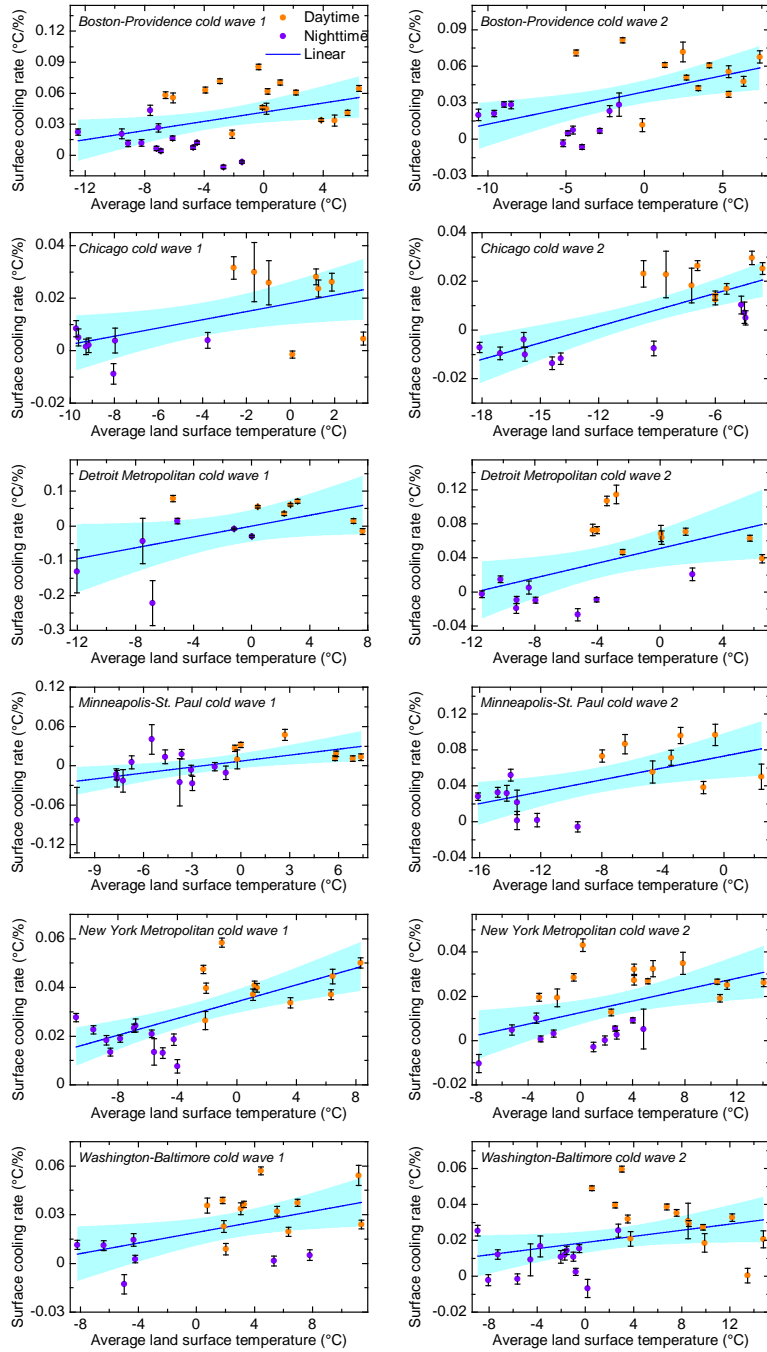 Boston-Providence cold wave 1
Daytime
Nighttime
Linear
0.15
0.12
0.09
0.06
0.03
0
Surface cooling rate (°C/%)
-12 -8 -4 0 4
Average land surface temperature (°C)
Boston-Providence cold wave 2
0.09
0.06
0.03
0
-0.03
Surface cooling rate (°C/%)
-10 -5 0 5
Average land surface temperature (°C)
Chicago cold wave 1
0.04
0.02
0
-0.02
Surface cooling rate (°C/%)
-10 -8 -6 -4 -2 0 2
Average land surface temperature (°C)
Chicago cold wave 2
0.04
0.02
0
-0.02
Surface cooling rate (°C/%)
-18 -15 -12 -9 -6
Average land surface temperature (°C)
Detroit Metropolitan cold wave 1
0.2
0.1
0
-0.1
-0.2
-0.3
Surface cooling rate (°C/%)
-12 -8 -4 0 4 8
Average land surface temperature (°C)
Detroit Metropolitan cold wave 2
0.16
0.12
0.08
0.04
0
-0.04
Surface cooling rate (°C/%)
-12 -8 -4 0 4
Average land surface temperature (°C)
Minneapolis-St. Paul cold wave 1
0.12
0.06
0
-0.06
-0.12
Surface cooling rate (°C/%)
-9 -6 -3 0 3 6
Average land surface temperature (°C)
Minneapolis-St. Paul cold wave 2
0.16
0.12
0.08
0.04
0
-0.04
Surface cooling rate (°C/%)
-16 -12 -8 -4 0
Average land surface temperature (°C)
New York Metropolitan cold wave 1
0.06
0.04
0.02
0
Surface cooling rate (°C/%)
-8 -4 0 4 8
Average land surface temperature (°C)
New York Metropolitan cold wave 2
0.06
0.04
0.02
0
-0.02
Surface cooling rate (°C/%)
-8 -4 0 4 8 12
Average land surface temperature (°C)
Washington-Baltimore cold wave 1
0.06
0.03
0
-0.03
Surface cooling rate (°C/%)
-8 -4 0 4 8
Average land surface temperature (°C)
Washington-Baltimore cold wave 2
0.06
0.04
0.02
0
-0.02
Surface cooling rate (°C/%)
-8 -4 0 4 8 12
Average land surface temperature (°C)